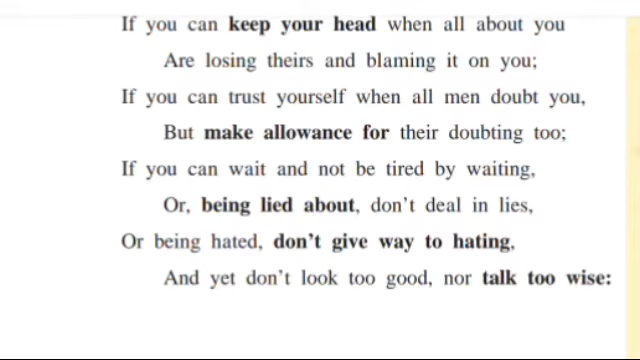 If you can keep your head when all about you
Are losing theirs and blaming it on you;
If you can trust yourself when all men doubt you,
But make allowance for their doubting too;
If you can wait and not be tired by waiting,
Or, being lied about, don't deal in lies,
Or being hated, don't give way to hating,
And yet don't look too good, nor talk too wise: